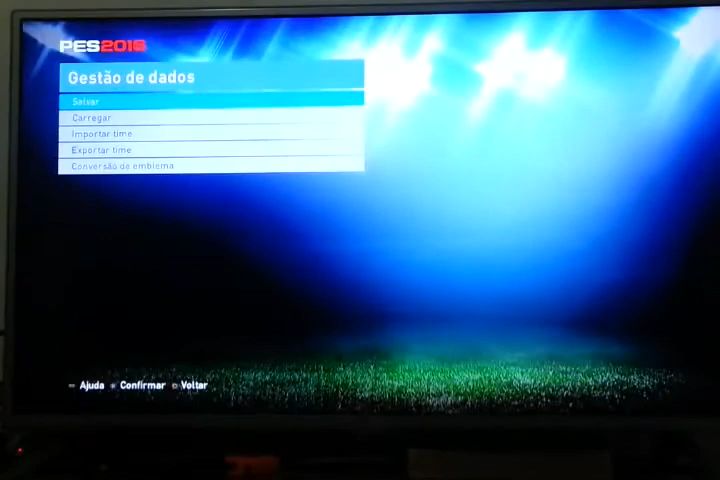 PES2016
Gestão de dados
Salvar
Carregar
Importar time
Exportar time
Conversão de emblema
Ajuda Confirmar Voltar